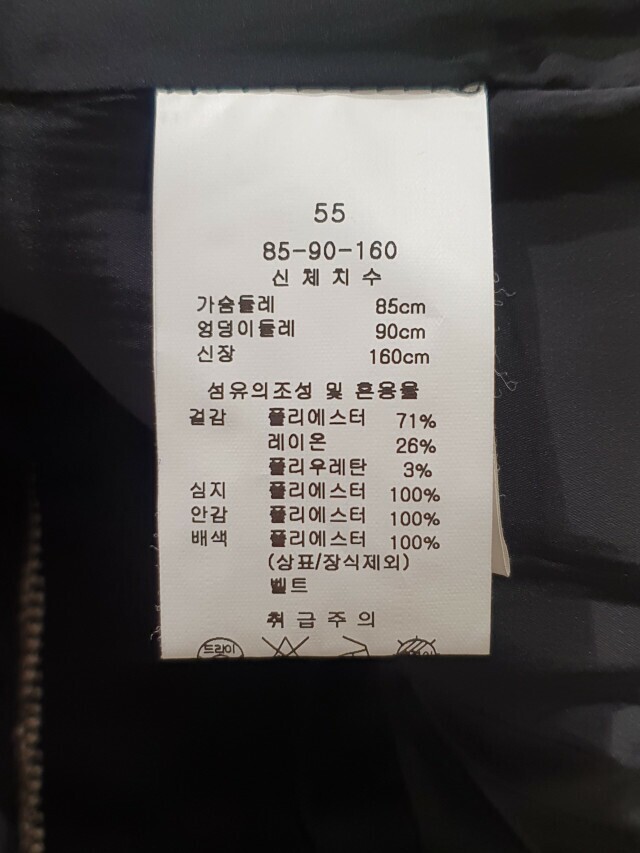 55
85-90-160
신체치수
가슴둘레 85cm
엉덩이둘레 90cm
신장 160cm
섬유의조성 및 혼용율
겉감 폴리에스터 71%
레이온 26%
폴리우레탄 3%
심지 폴리에스터 100%
안감 폴리에스터 100%
배색 폴리에스터 100%
(상표/장식제외)
벨트
취급주의
드라이